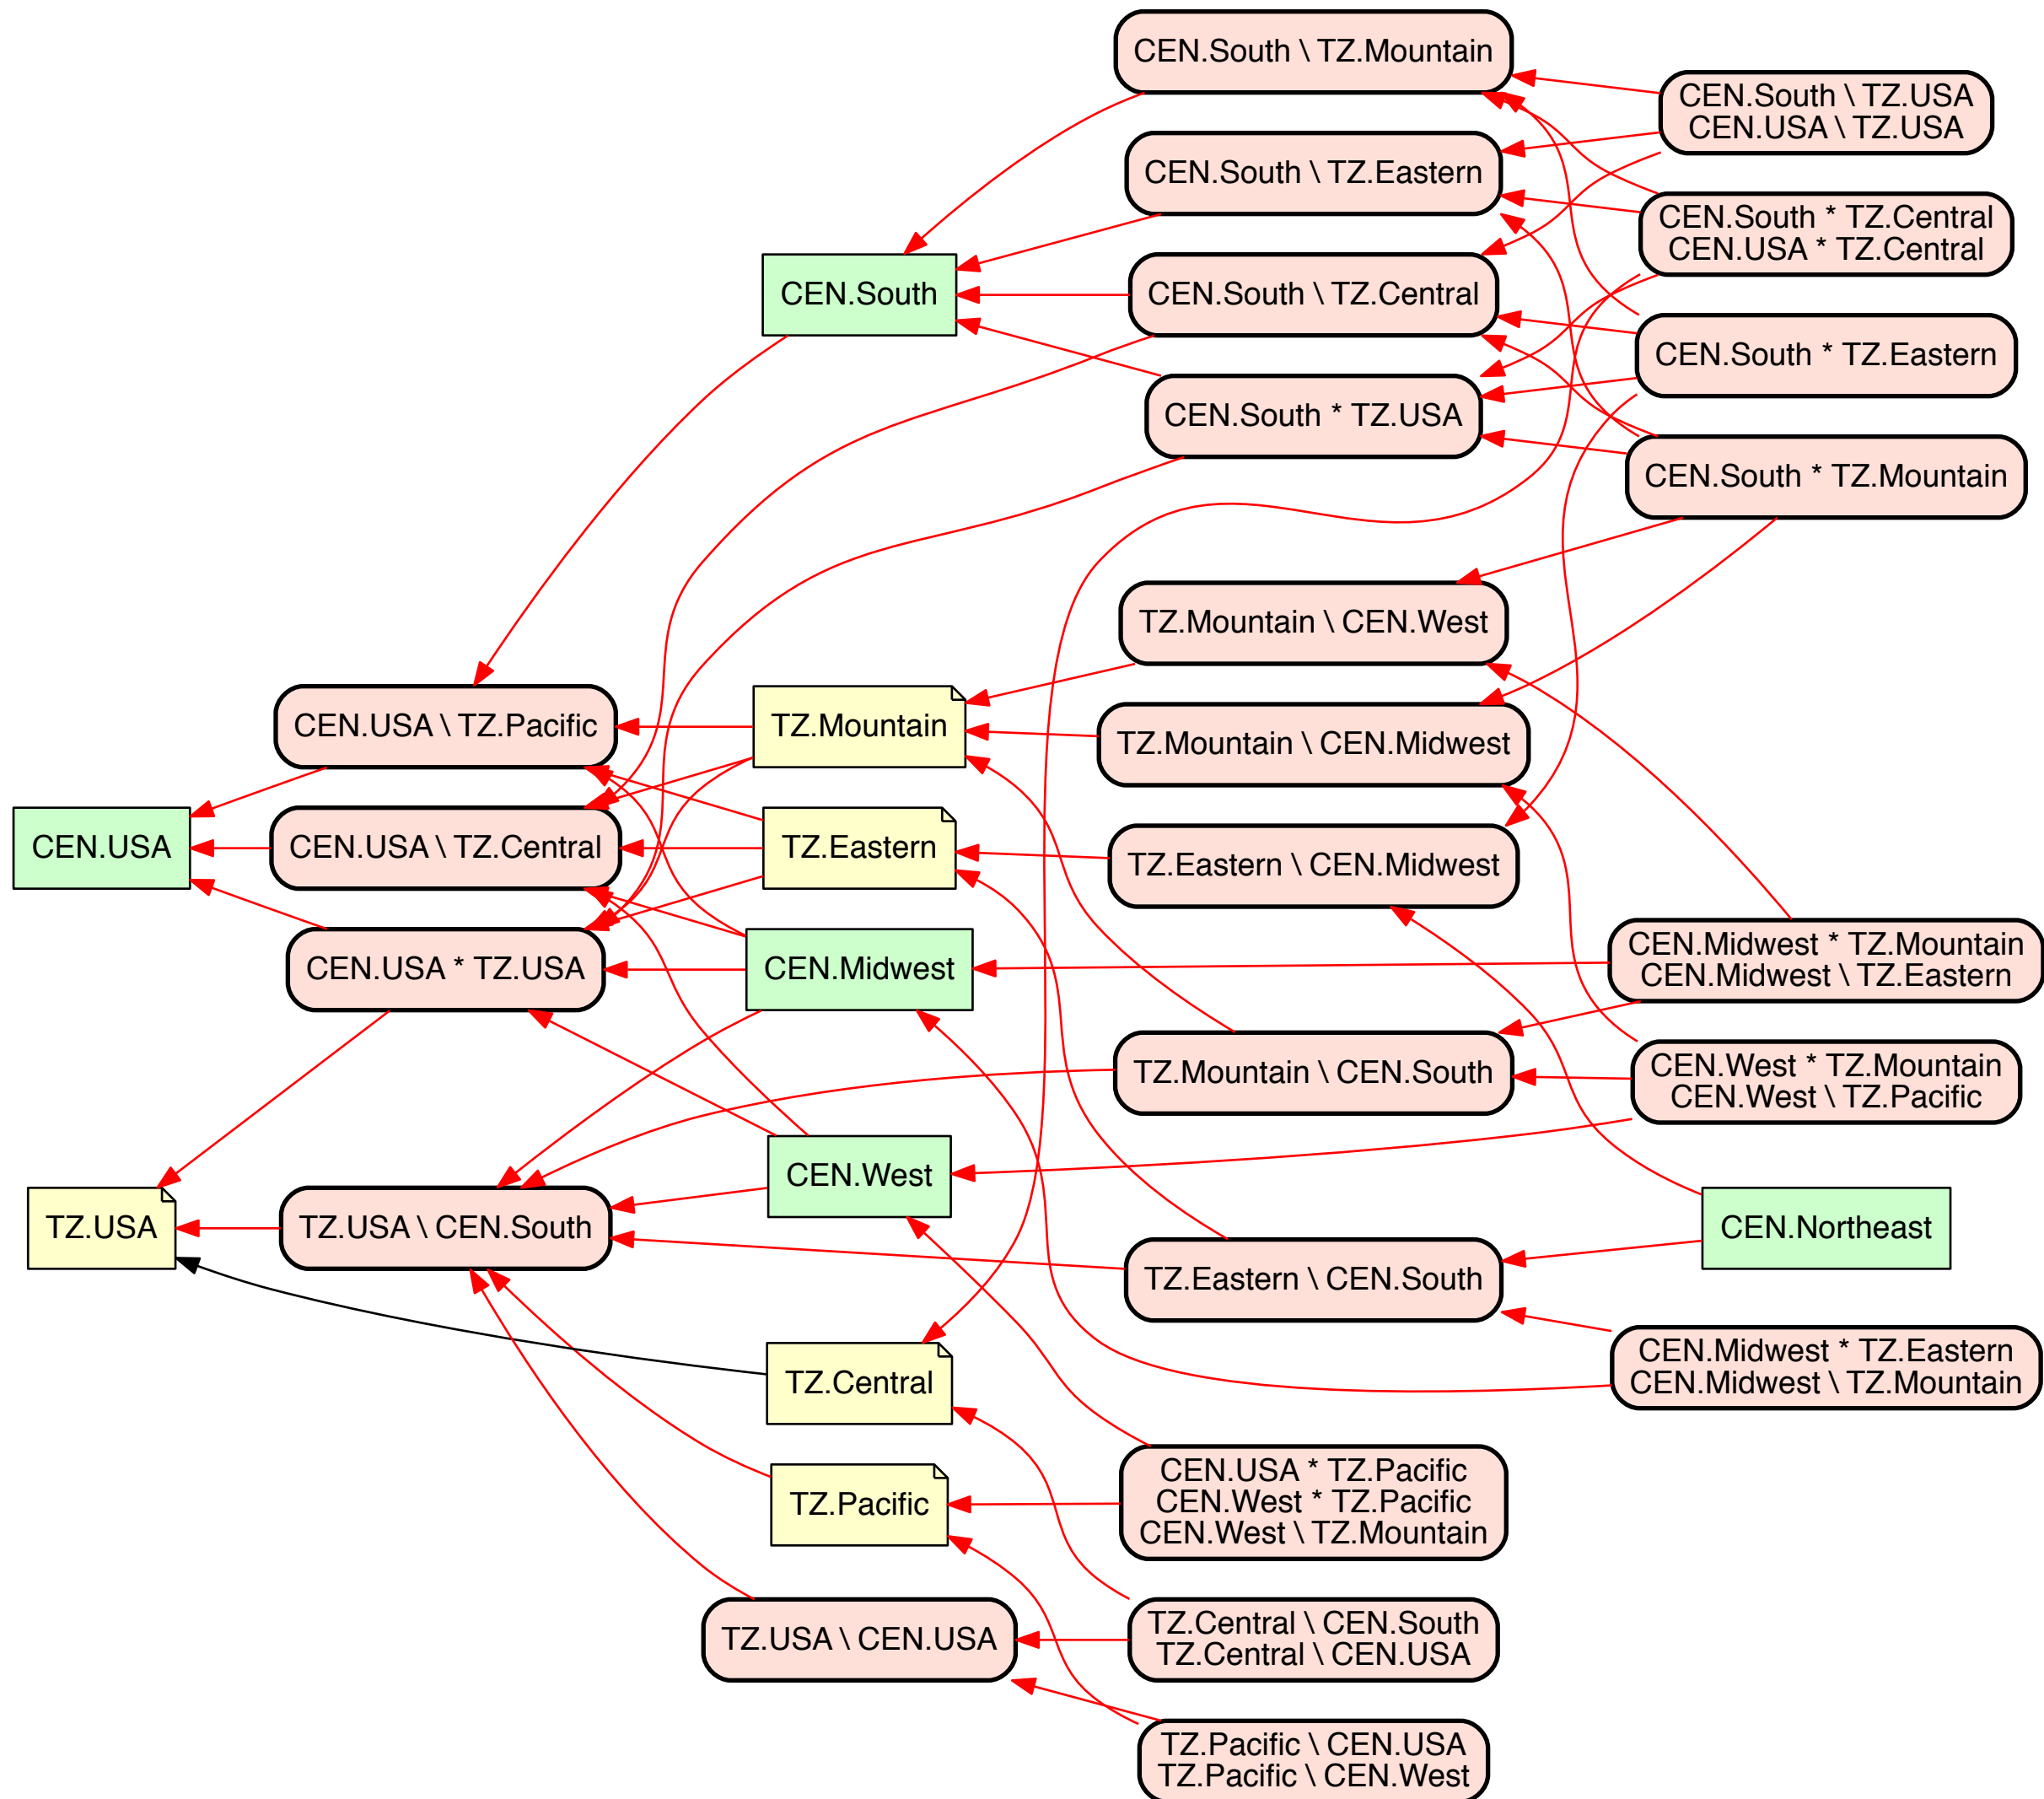 CEN.South \ TZ.Mountain
CEN.South \ TZ.USA
CEN.USA \ TZ.USA
CEN.South \ TZ.Eastern
CEN.South * TZ.Central
CEN.USA * TZ.Central
CEN.South
CEN.South \ TZ.Central
CEN.South * TZ.Eastern
CEN.South * TZ.USA
CEN.South * TZ.Mountain
TZ.Mountain \ CEN.West
CEN.USA \ TZ.Pacific
TZ.Mountain
TZ.Mountain \ CEN.Midwest
CEN.USA
CEN.USA \ TZ.Central
TZ.Eastern
TZ.Eastern \ CEN.Midwest
CEN.USA * TZ.USA
CEN.Midwest
CEN.Midwest * TZ.Mountain
CEN.Midwest \ TZ.Eastern
TZ.Mountain \ CEN.South
CEN.West * TZ.Mountain
CEN.West \ TZ.Pacific
CEN.West
TZ.USA
TZ.USA \ CEN.South
CEN.Northeast
TZ.Eastern \ CEN.South
TZ.Central
CEN.Midwest * TZ.Eastern
CEN.Midwest \ TZ.Mountain
TZ.Pacific
CEN.USA * TZ.Pacific
CEN.West * TZ.Pacific
CEN.West \ TZ.Mountain
TZ.USA \ CEN.USA
TZ.Central \ CEN.South
TZ.Central \ CEN.USA
TZ.Pacific \ CEN.USA
TZ.Pacific \ CEN.West